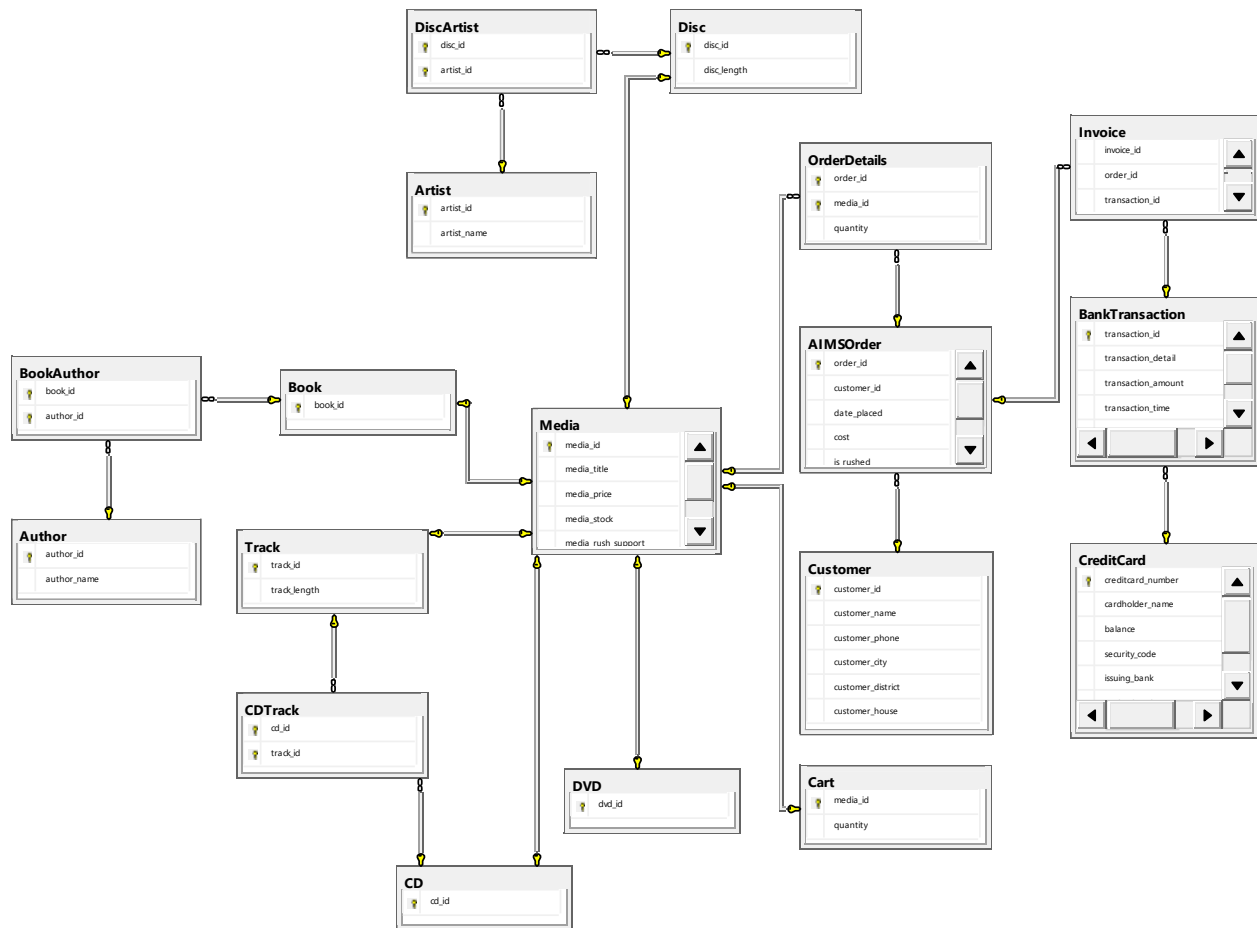 DiscArtist
disc_id
artist_id
Disc
disc_id
disc_length
Artist
artist_id
artist_name
OrderDetails
order_id
media_id
quantity
Invoice
invoice_id
order_id
transaction_id
BankTransaction
transaction_id
transaction_detail
transaction_amount
transaction_time
AIMSOrder
order_id
customer_id
date_placed
cost
is_rushed
BookAuthor
book_id
author_id
Book
book_id
Media
media_id
media_title
media_price
media_stock
media_rush_support
Author
author_id
author_name
Track
track_id
track_length
Customer
customer_id
customer_name
customer_phone
customer_city
customer_district
customer_house
CreditCard
creditcard_number
cardholder_name
balance
security_code
issuing_bank
CDTrack
cd_id
track_id
DVD
dvd_id
Cart
media_id
quantity
CD
cd_id